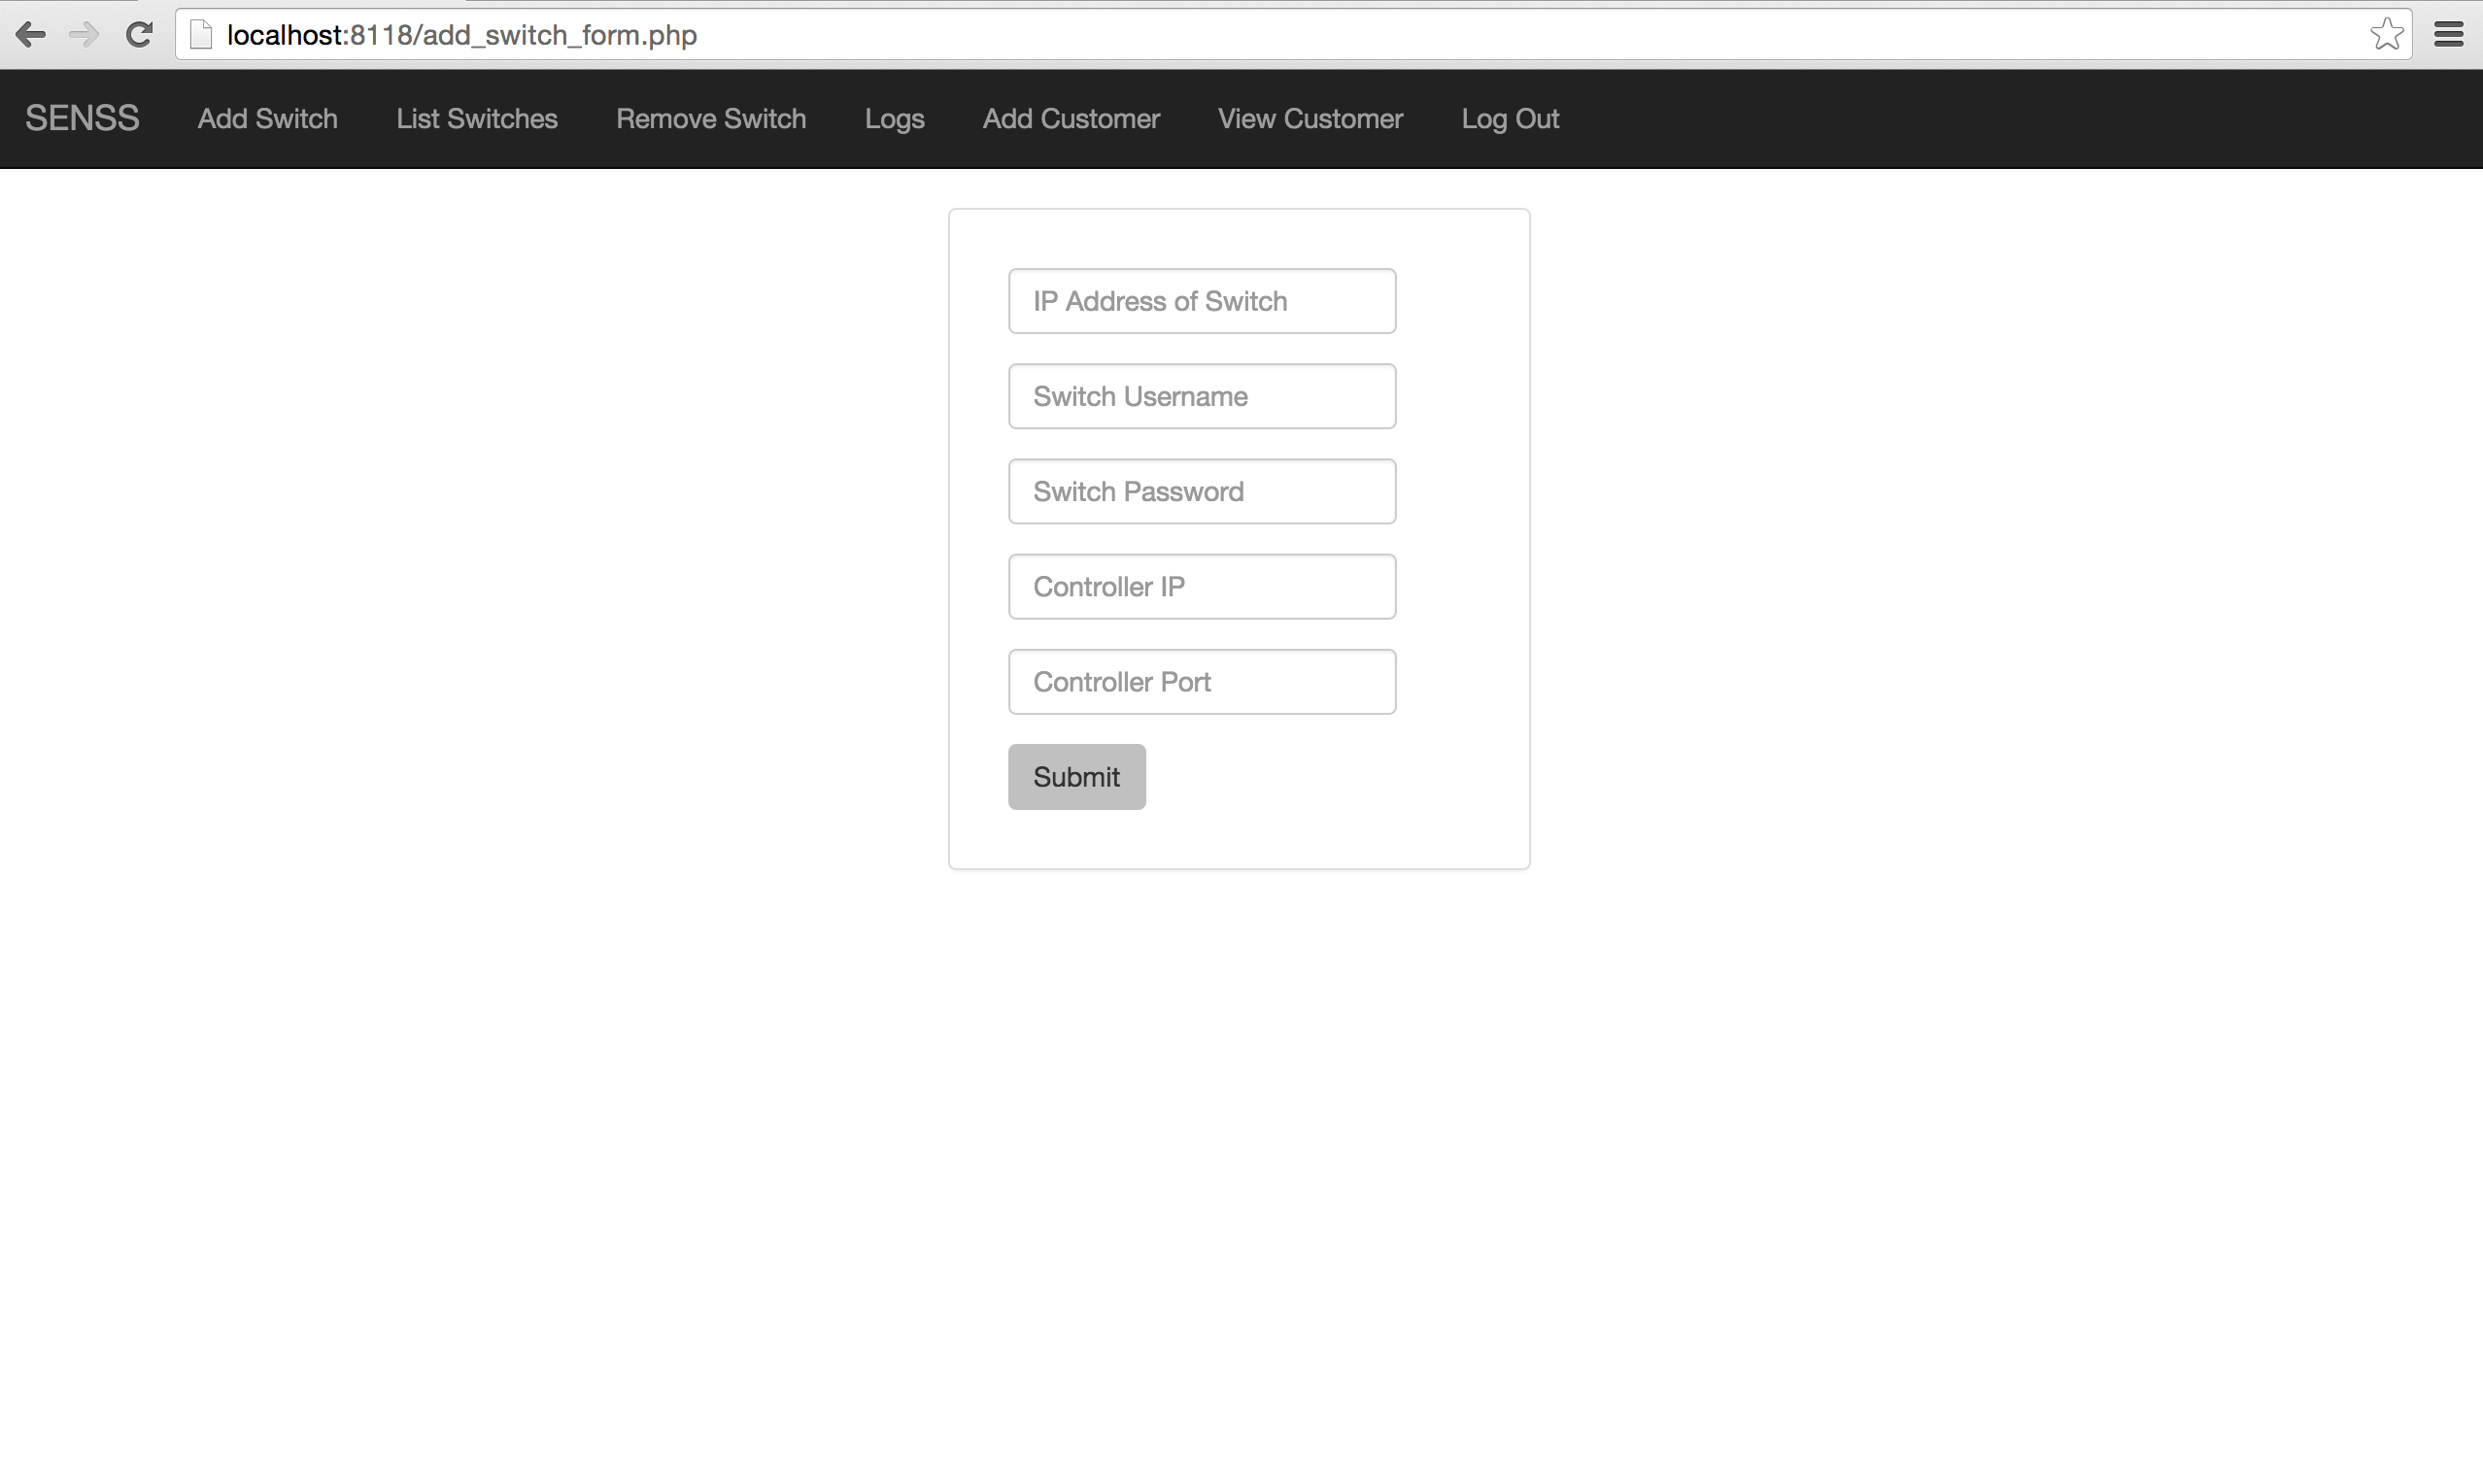 localhost:8118/add_switch_form.php
SENSS Add Switch List Switches Remove Switch Logs Add Customer View Customer Log Out
IP Address of Switch
Switch Username
Switch Password
Controller IP
Controller Port
Submit